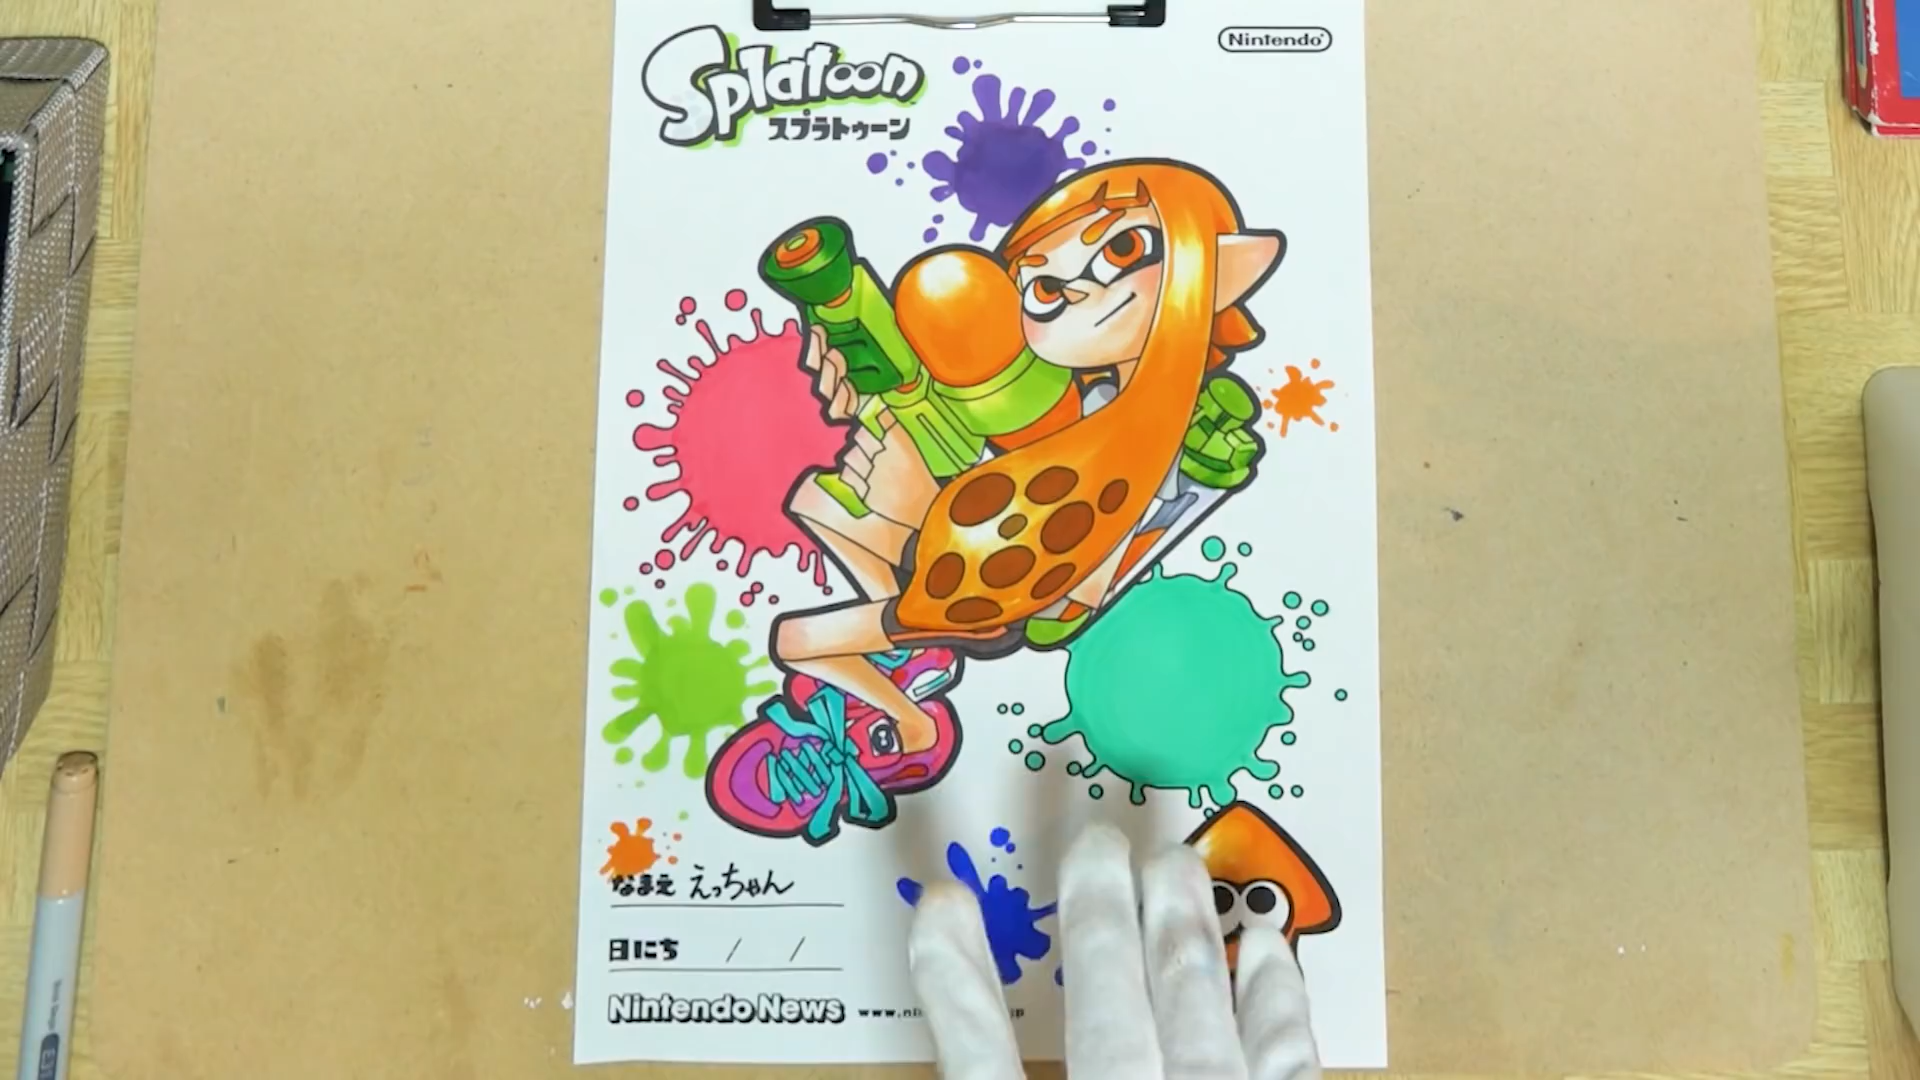 Splatoon
スプラトゥーン
Nintendo
なまえ えっちゃん
日にち / /
Nintendo News